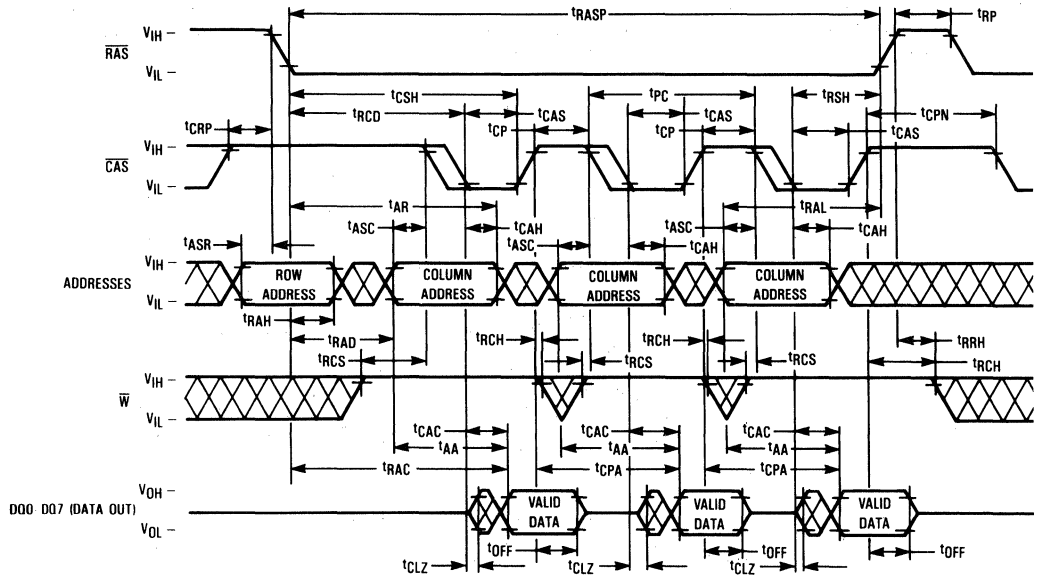 tRASP
tRP
VIH
RAS
VIL
tCSH
tPC
tRSH
tRCD
tCAS
tCP
tCAS
tCP
tCAS
tCPN
tCRP
VIH
CAS
VIL
tAR
tRAL
tASC
tCAH
tASC
tCAH
tCAH
tASC
tASR
VIH
ADDRESSES
VIL
ROW ADDRESS
COLUMN ADDRESS
COLUMN ADDRESS
COLUMN ADDRESS
tRAH
tRAD
tRCS
tRCH
tRCS
tRCH
tRCS
tRRH
tRCH
VIH
W
VIL
tCAC
tAA
tRAC
tCAC
tAA
tCPA
tCAC
tAA
tCPA
VOH
DQ0 DQ7 (DATA OUT)
VOL
VALID DATA
VALID DATA
VALID DATA
tCLZ
tOFF
tCLZ
tOFF
tCLZ
tOFF